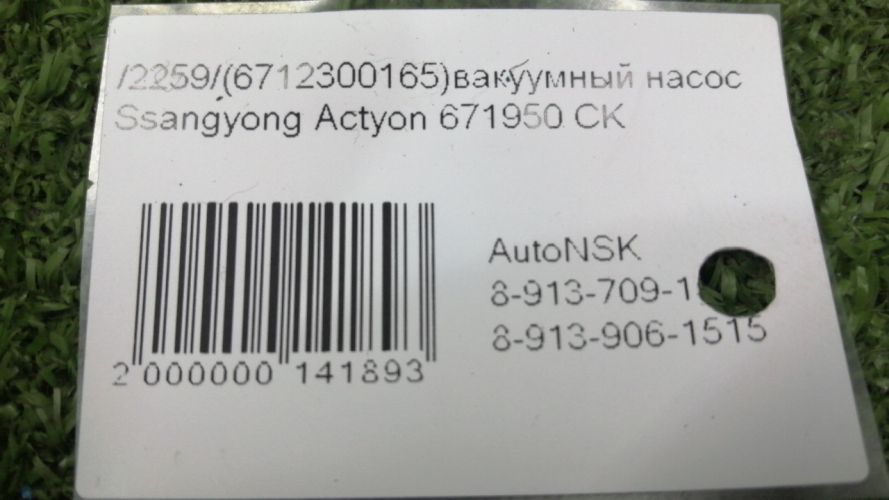 /2259/(6712300165)вакуумный насос
Ssangyong Actyon 671950 CK
AutoNSK
8-913-906-1515
2 000000 141893